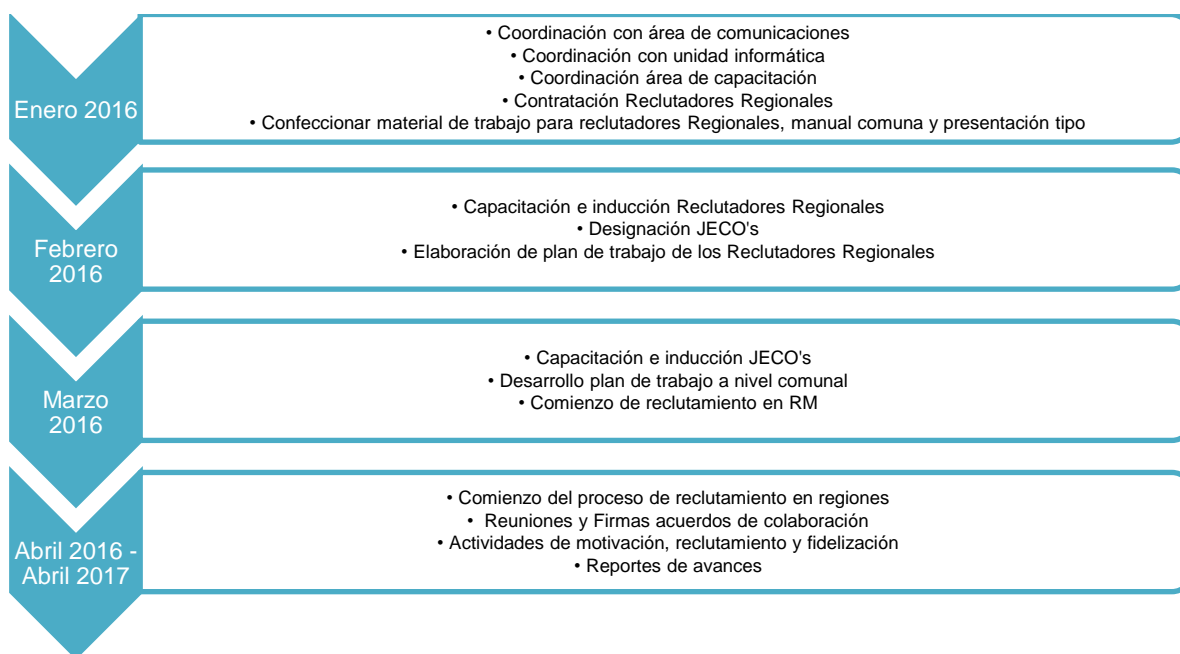 Enero 2016
• Coordinación con área de comunicaciones
• Coordinación con unidad informática
• Coordinación área de capacitación
• Contratación Reclutadores Regionales
• Confeccionar material de trabajo para reclutadores Regionales, manual comuna y presentación tipo
Febrero
2016
• Capacitación e inducción Reclutadores Regionales
• Designación JECO's
• Elaboración de plan de trabajo de los Reclutadores Regionales
Marzo
2016
• Capacitación e inducción JECO's
• Desarrollo plan de trabajo a nivel comunal
• Comienzo de reclutamiento en RM
Abril 2016 -
Abril 2017
• Comienzo del proceso de reclutamiento en regiones
• Reuniones y Firmas acuerdos de colaboración
• Actividades de motivación, reclutamiento y fidelización
• Reportes de avances